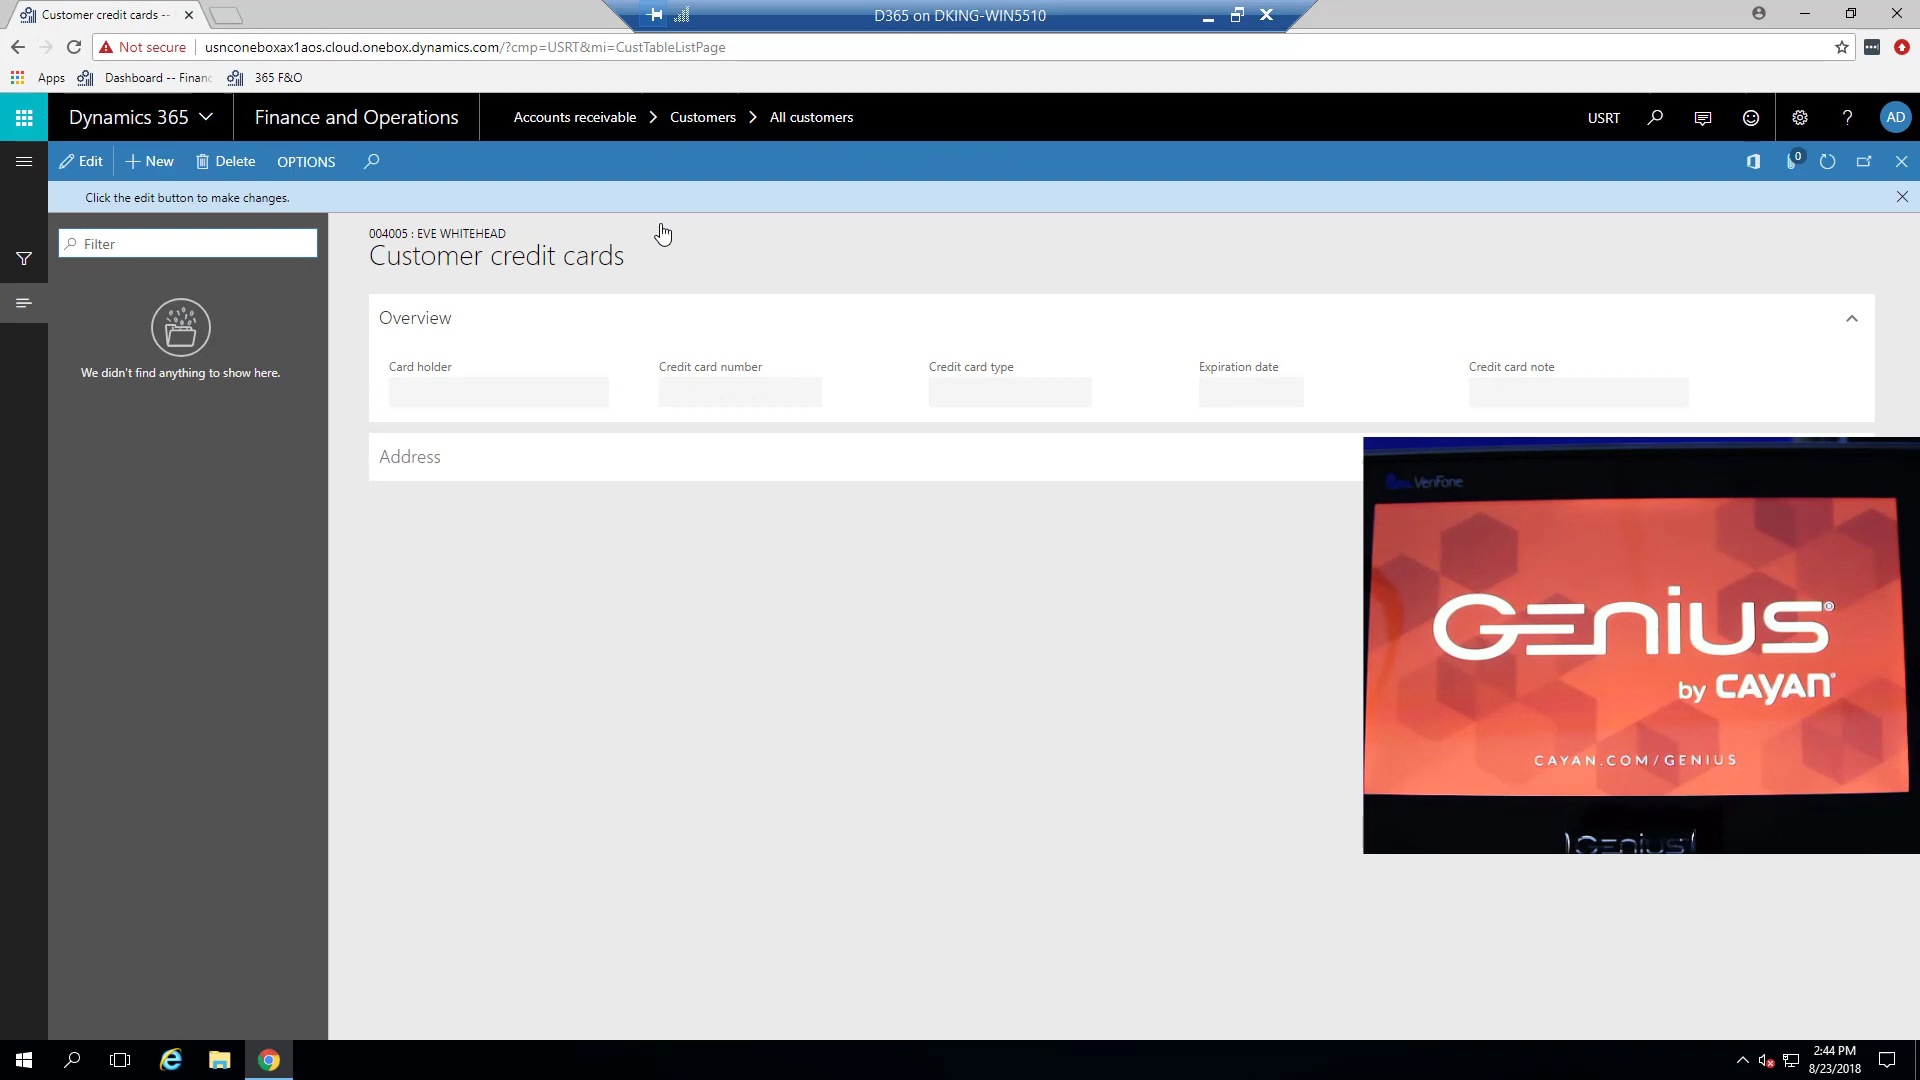 Customer credit cards --
D365 on DKING-WIN5510
Not secure
usnconeboxax1aos.cloud.onebox.dynamics.com/?cmp=USRT&mi=CustTableListPage
Apps
Dashboard -- Financ
365 F&O
Dynamics 365
Finance and Operations
Accounts receivable
Customers
All customers
USRT
?
AD
Edit
New
Delete
OPTIONS
0
Click the edit button to make changes.
Filter
We didn't find anything to show here.
004005 : EVE WHITEHEAD
Customer credit cards
Overview
Card holder
Credit card number
Credit card type
Expiration date
Credit card note
Address
Verifone
GENIUS®
by CAYAN®
CAYAN.COM/GENIUS
GENIUS
2:44 PM
8/23/2018